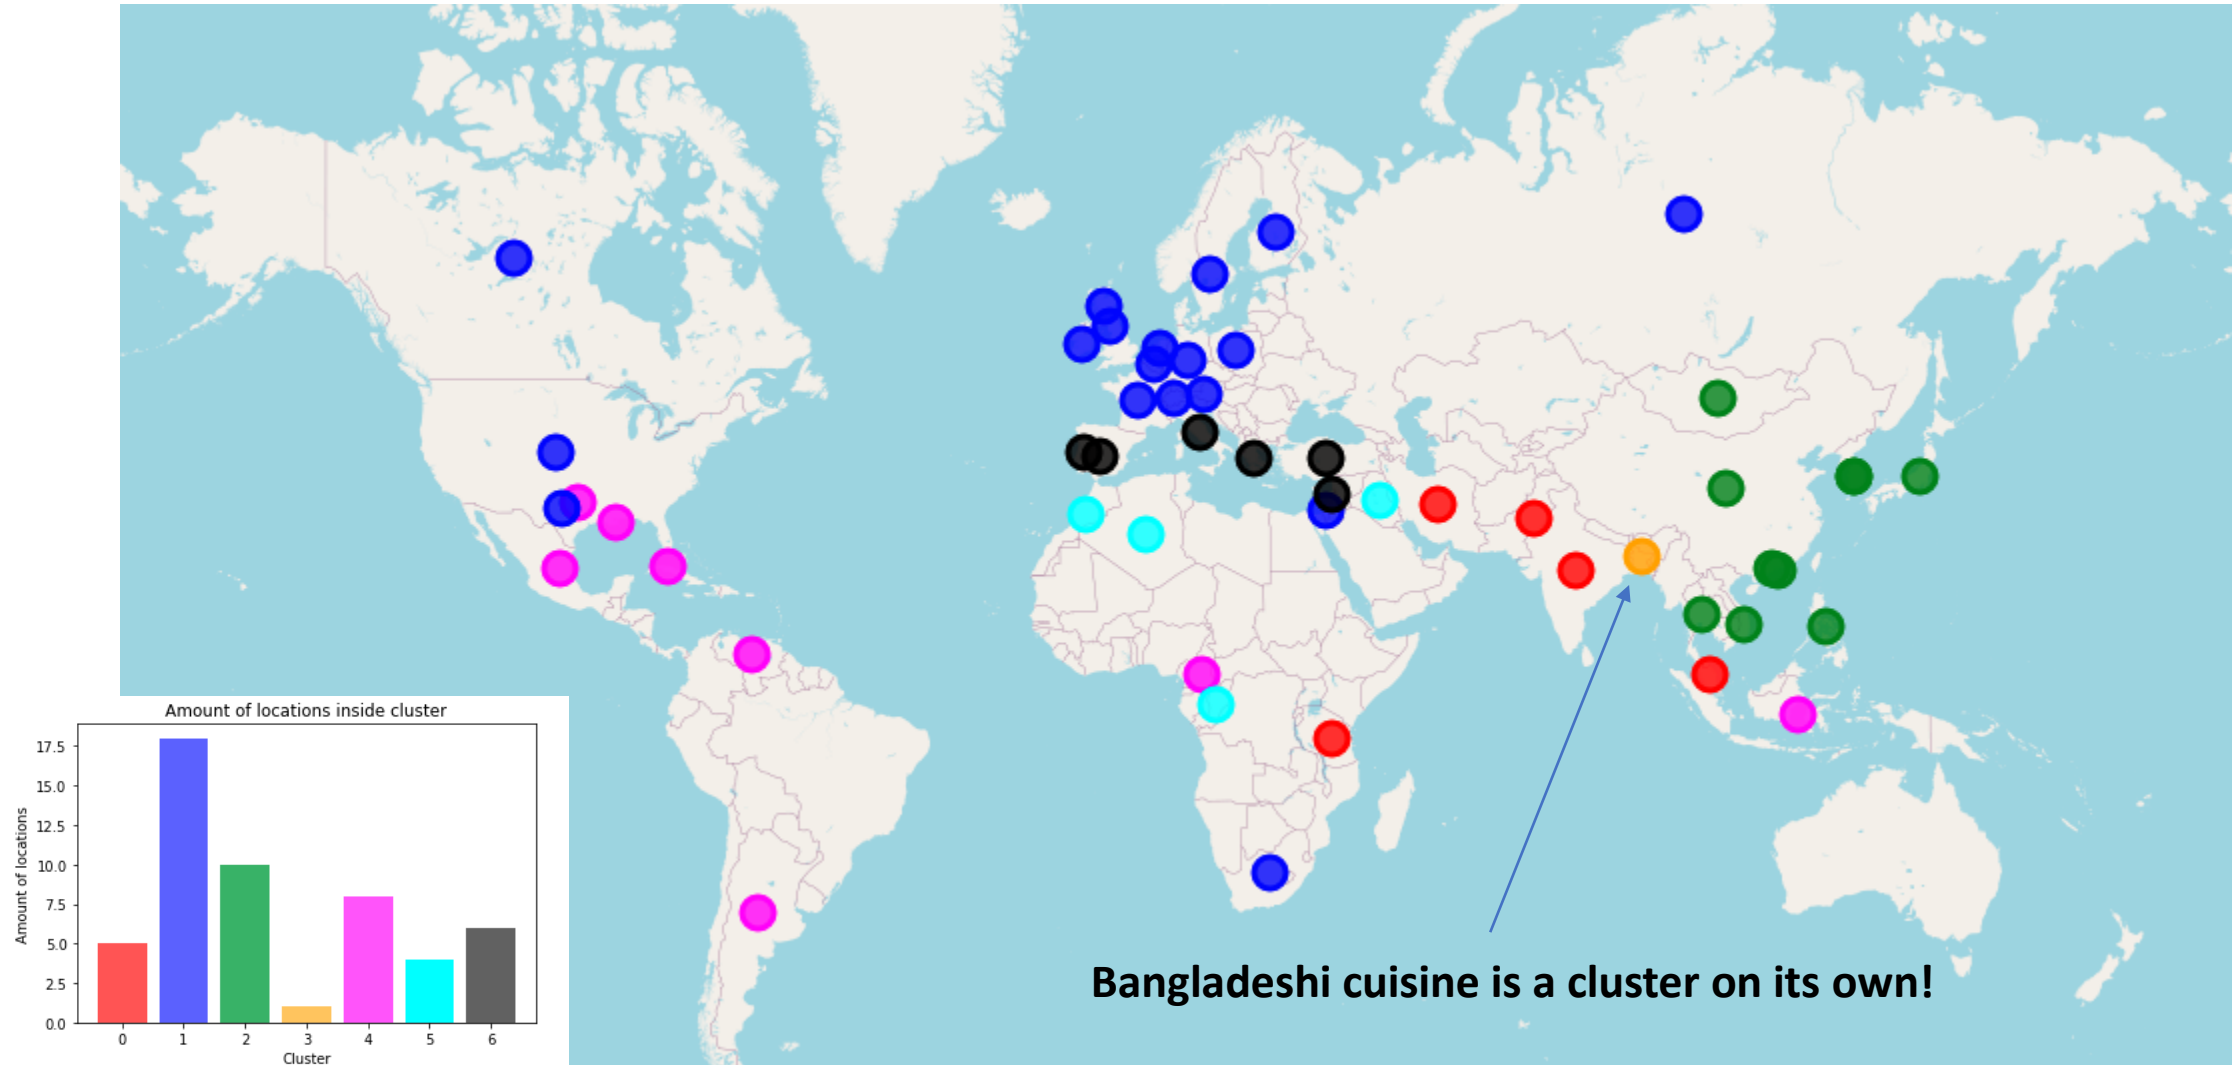 Amount of locations inside cluster
17.5
15.0
12.5
10.0
7.5
5.0
2.5
0.0
Amount of locations
0 1 2 3 4 5 6
Cluster
Bangladeshi cuisine is a cluster on its own!